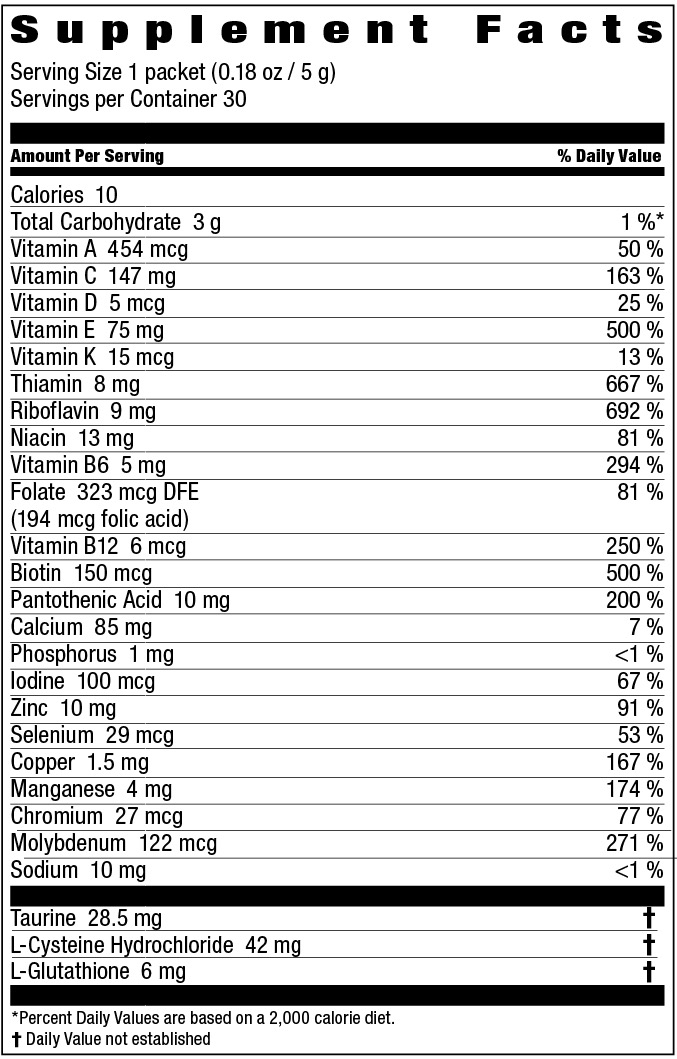 Supplement Facts
Serving Size 1 packet (0.18 oz / 5 g)
Servings per Container 30
Amount Per Serving % Daily Value
Calories 10
Total Carbohydrate 3 g 1 %*
Vitamin A 454 mcg 50 %
Vitamin C 147 mg 163 %
Vitamin D 5 mcg 25 %
Vitamin E 75 mg 500 %
Vitamin K 15 mcg 13 %
Thiamin 8 mg 667 %
Riboflavin 9 mg 692 %
Niacin 13 mg 81 %
Vitamin B6 5 mg 294 %
Folate 323 mcg DFE 81 %
(194 mcg folic acid)
Vitamin B12 6 mcg 250 %
Biotin 150 mcg 500 %
Pantothenic Acid 10 mg 200 %
Calcium 85 mg 7 %
Phosphorus 1 mg <1 %
Iodine 100 mcg 67 %
Zinc 10 mg 91 %
Selenium 29 mcg 53 %
Copper 1.5 mg 167 %
Manganese 4 mg 174 %
Chromium 27 mcg 77 %
Molybdenum 122 mcg 271 %
Sodium 10 mg <1 %
Taurine 28.5 mg †
L-Cysteine Hydrochloride 42 mg †
L-Glutathione 6 mg †
*Percent Daily Values are based on a 2,000 calorie diet.
† Daily Value not established